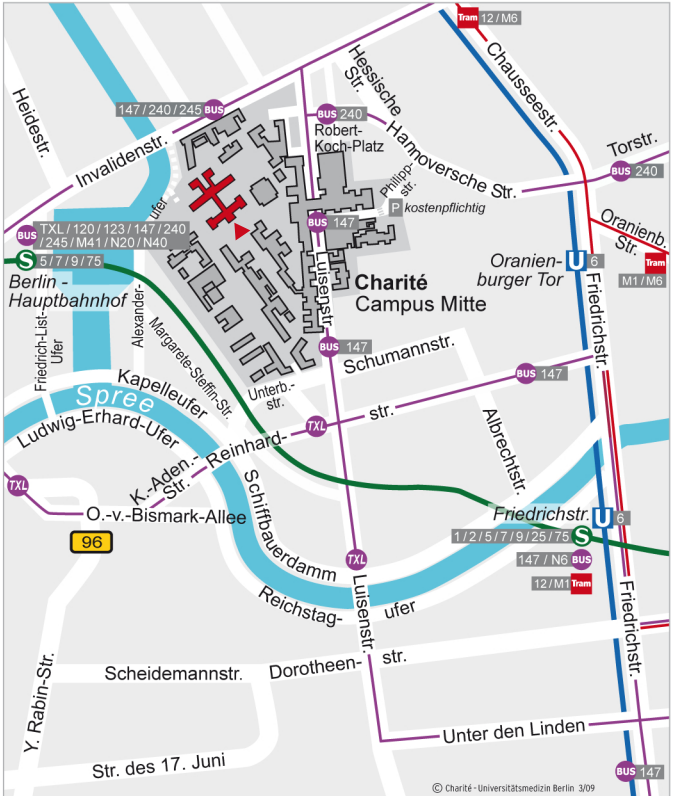 Tram 12 / M6
Chausseestr.
Hessische
Str.
Heidestr.
147 / 240 / 245 BUS
BUS 240
Robert-
Koch-Platz
Hannoversche Str.
Torstr.
BUS 240
Invalidenstr.
Philipp-
str.
P kostenpflichtig
ufer
BUS
TXL / 120 / 123 / 147 / 240
/ 245 / M41 / N20 / N40
S 5 / 7 / 9 / 75
Berlin -
Hauptbahnhof
BUS 147
Luisenstr.
Oranienb.
Str.
Tram
M1 / M6
Oranien-
burger Tor
U 6
Friedrichstr.
Charité
Campus Mitte
Alexander-
Friedrich-List-
Ufer
Margarete-Steffin-Str.
BUS 147
Schumannstr.
BUS 147
Unterb.-
str.
Kapelleufer
Spree
Ludwig-Erhard-Ufer
TXL
str.
Reinhard-
K.-Aden.-
Str.
Albrechtstr.
TXL
O.-v.-Bismark-Allee
96
Schiffbauerdamm
Friedrichstr.
U 6
1 / 2 / 5 / 7 / 9 / 25 / 75 S
147 / N6 BUS
12 / M1 Tram
TXL
Reichstag-
ufer
Luisenstr.
Friedrichstr.
Y. Rabin-Str.
Scheidemannstr.
Dorotheen-
str.
Unter den Linden
Str. des 17. Juni
BUS 147
© Charité - Universitätsmedizin Berlin 3/09